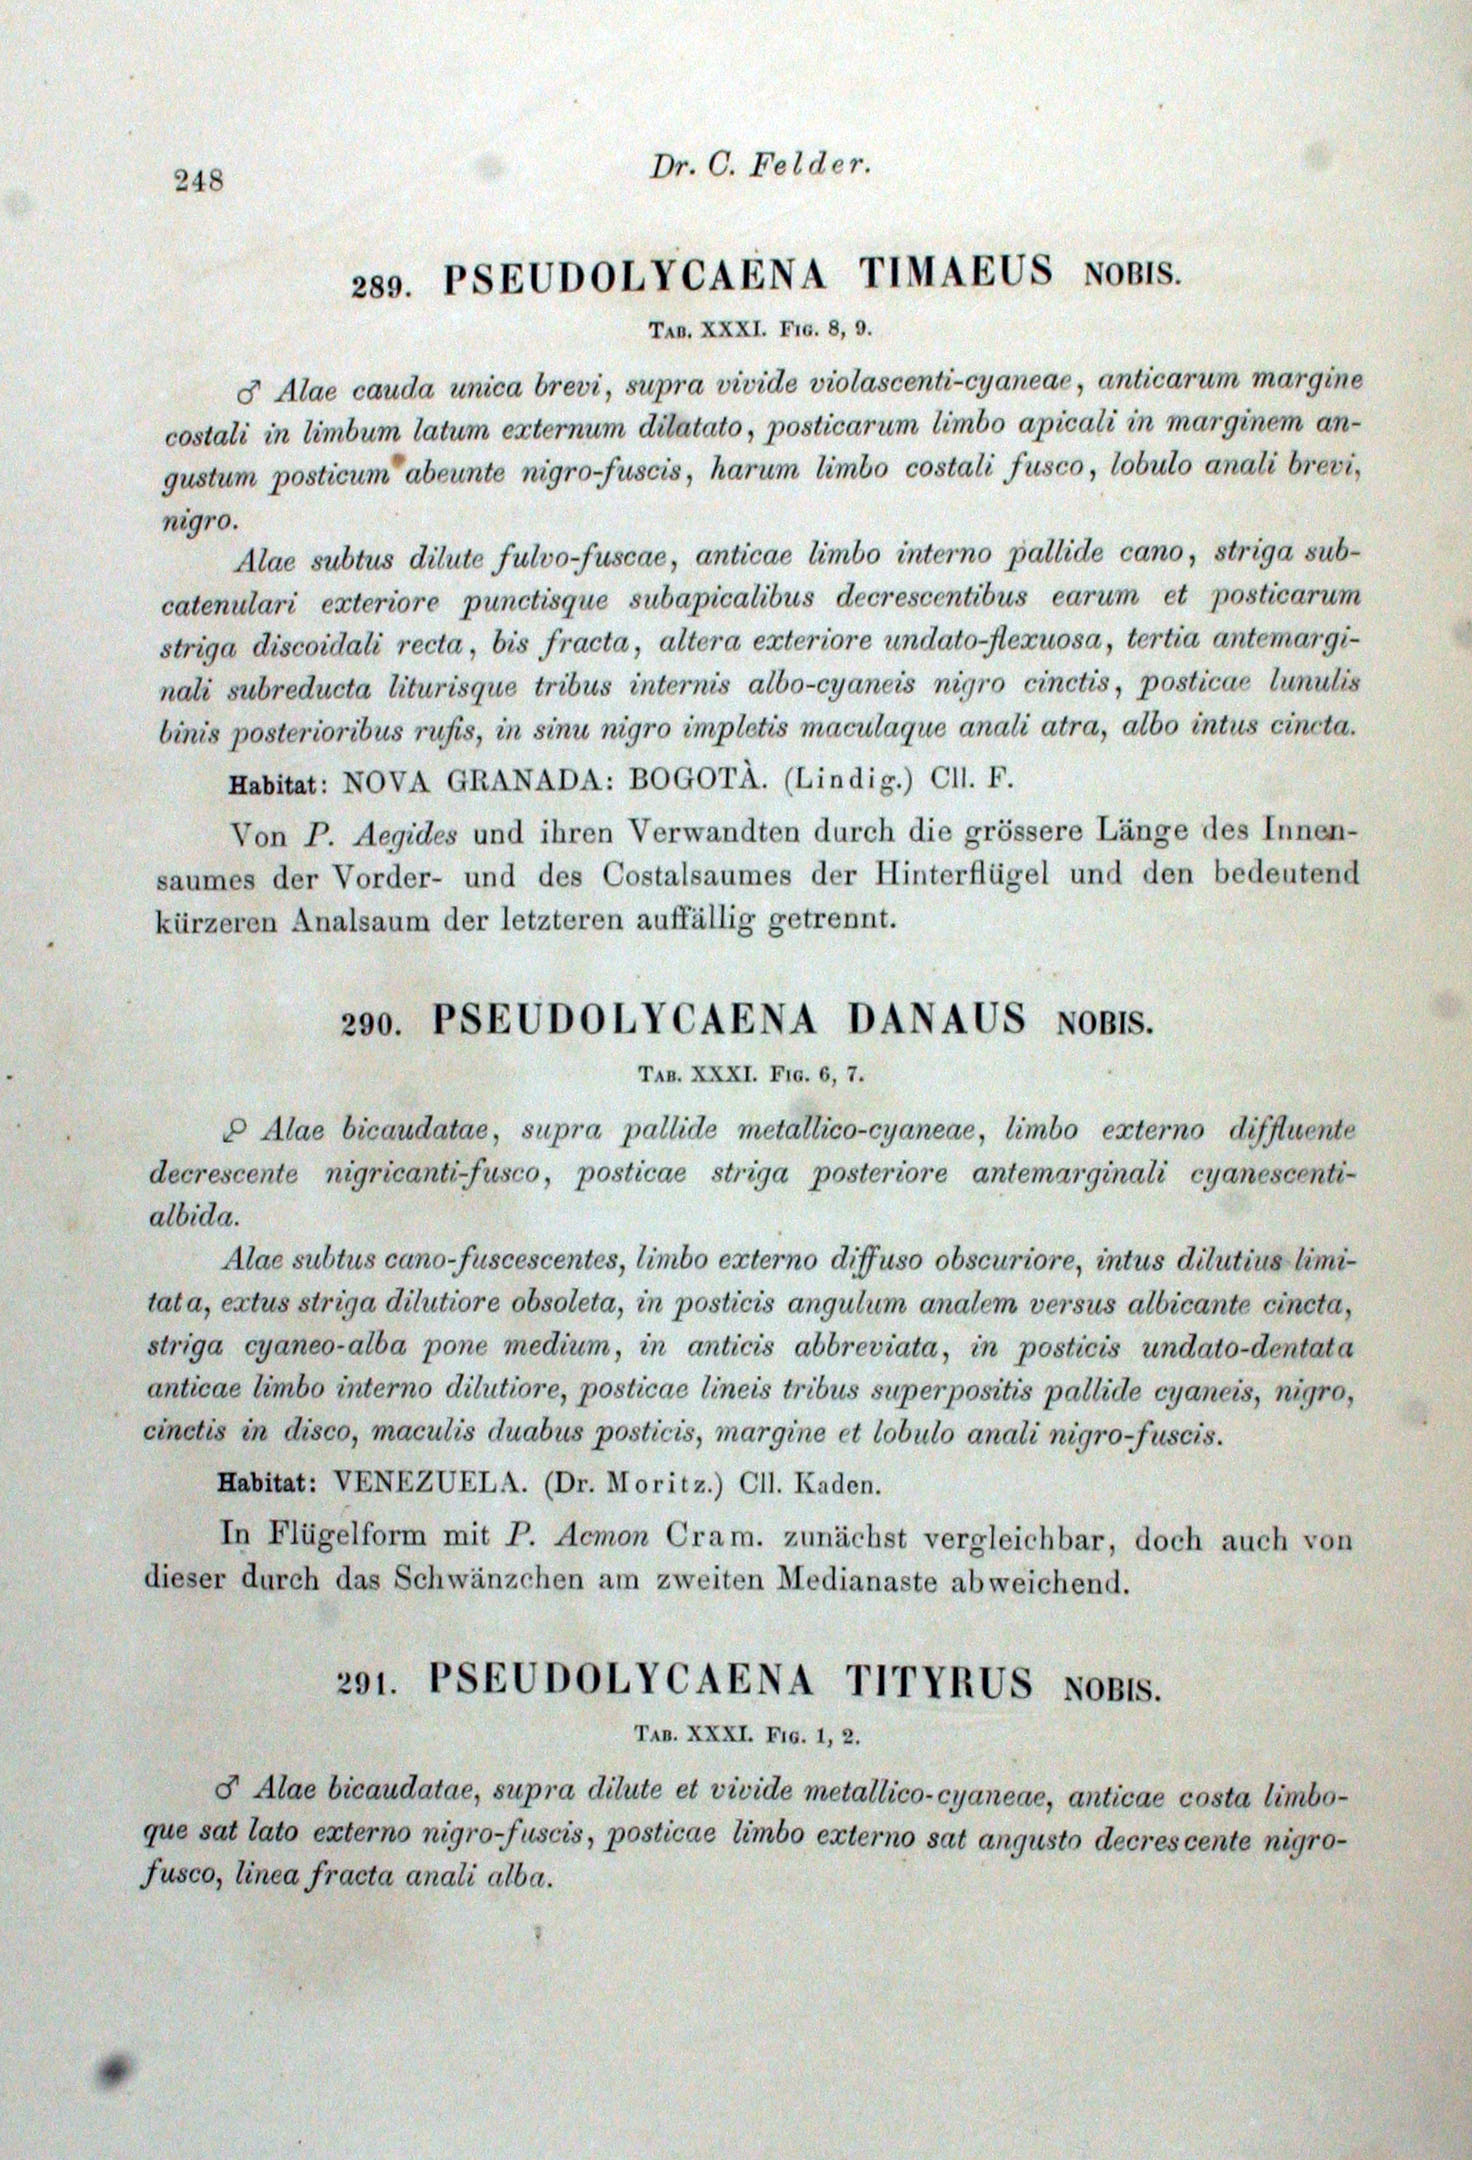 248
Dr. C. Felder.
289. PSEUDOLYCAENA TIMAEUS NOBIS.
TAB. XXXI. FIG. 8, 9.
♂ Alae cauda unica brevi, supra vivide violascenti-cyaneae, anticarum margine
costali in limbum latum externum dilatato, posticarum limbo apicali in marginem an-
gustum posticum abeunte nigro-fuscis, harum limbo costali fusco, lobulo anali brevi,
nigro.
Alae subtus dilute fulvo-fuscae, anticae limbo interno pallide cano, striga sub-
catenulari exteriore punctisque subapicalibus decrescentibus earum et posticarum
striga discoidali recta, bis fracta, altera exteriore undato-flexuosa, tertia antemargi-
nali subreducta liturisque tribus internis albo-cyaneis nigro cinctis, posticae lunulis
binis posterioribus rufis, in sinu nigro impletis maculaque anali atra, albo intus cincta.
Habitat: NOVA GRANADA: BOGOTÀ. (Lindig.) Cll. F.
Von P. Aegides und ihren Verwandten durch die grössere Länge des Innen-
saumes der Vorder- und des Costalsaumes der Hinterflügel und den bedeutend
kürzeren Analsaum der letzteren auffällig getrennt.
290. PSEUDOLYCAENA DANAUS NOBIS.
TAB. XXXI. FIG. 6, 7.
Alae bicaudatae, supra pallide metallico-cyaneae, limbo externo diffluente
decrescente nigricanti-fusco, posticae striga posteriore antemarginali cyanescenti-
albida.
Alae subtus cano-fuscescentes, limbo externo diffuso obscuriore, intus dilutius limi-
tata, extus striga dilutiore obsoleta, in posticis angulum analem versus albicante cincta,
striga cyaneo-alba pone medium, in anticis abbreviata, in posticis undato-dentata
anticae limbo interno dilutiore, posticae lineis tribus superpositis pallide cyaneis, nigro,
cinctis in disco, maculis duabus posticis, margine et lobulo anali nigro-fuscis.
Habitat: VENEZUELA. (Dr. Moritz.) Cll. Kaden.
In Flügelform mit P. Acmon Cram. zunächst vergleichbar, doch auch von
dieser durch das Schwänzchen am zweiten Medianaste abweichend.
291. PSEUDOLYCAENA TITYRUS NOBIS.
TAB. XXXI. FIG. 1, 2.
♂ Alae bicaudatae, supra dilute et vivide metallico-cyaneae, anticae costa limbo-
que sat lato externo nigro-fuscis, posticae limbo externo sat angusto decrescente nigro-
fusco, linea fracta anali alba.